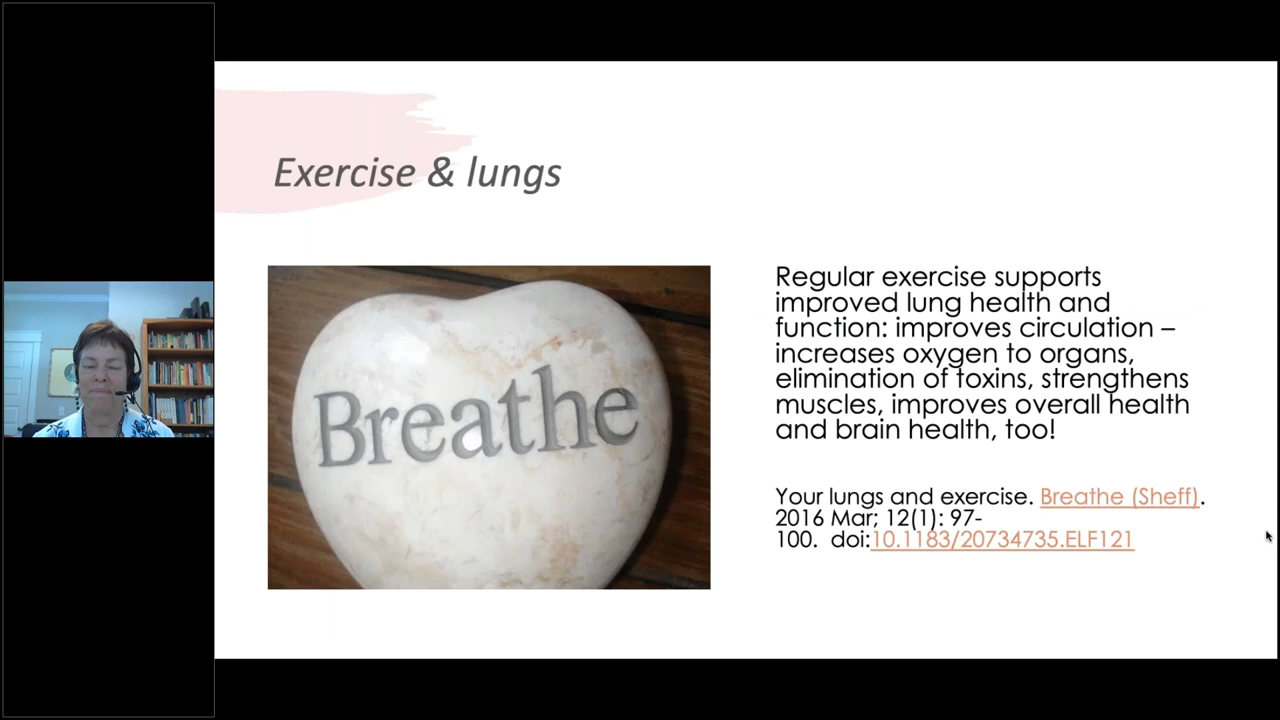 Exercise & lungs
Breathe
Regular exercise supports
improved lung health and
function: improves circulation –
increases oxygen to organs,
elimination of toxins, strengthens
muscles, improves overall health
and brain health, too!
Your lungs and exercise. Breathe (Sheff).
2016 Mar; 12(1): 97-
100. doi:10.1183/20734735.ELF121